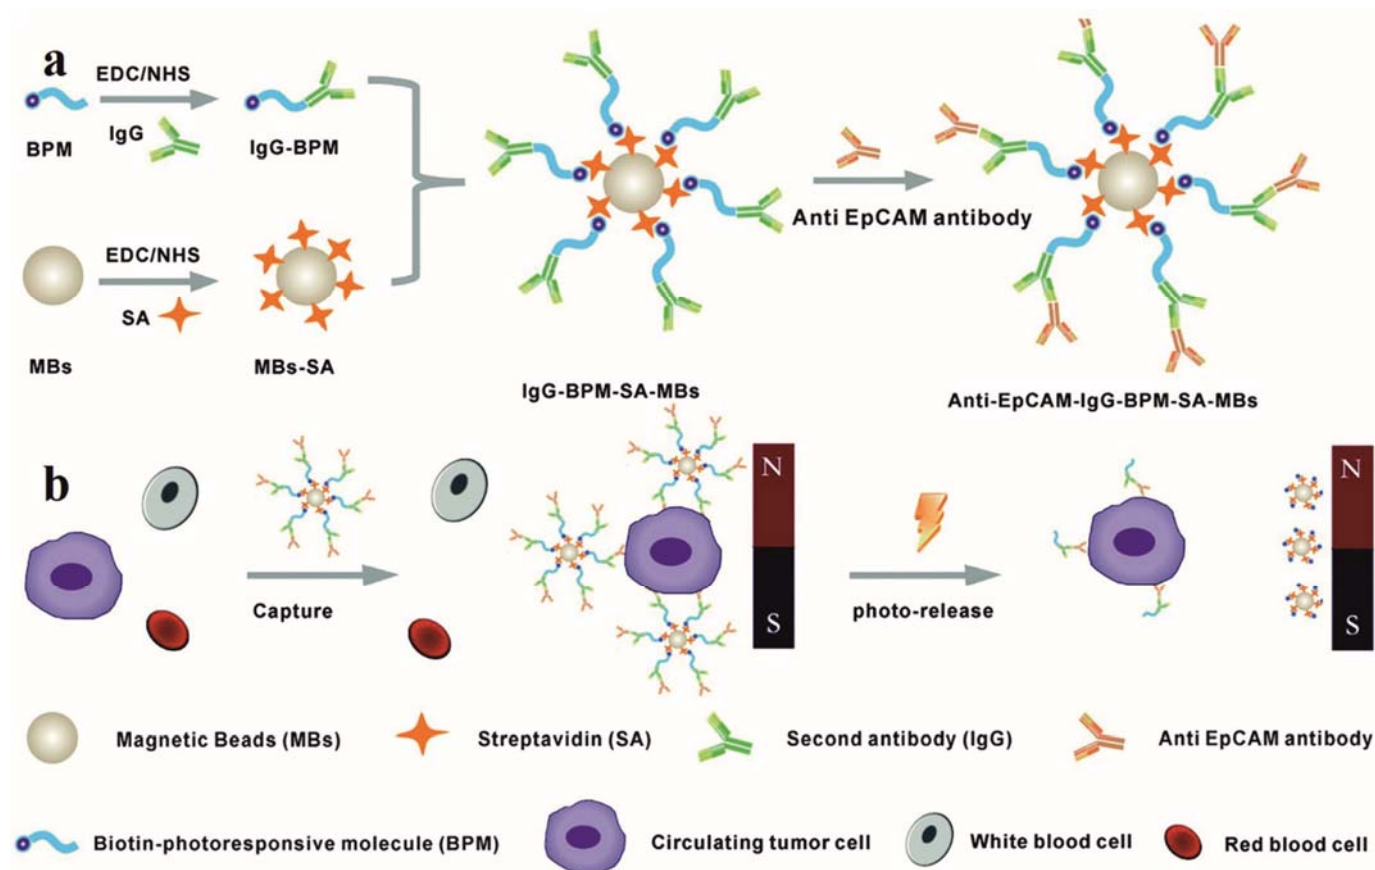 a
EDC/NHS
BPM
IgG
IgG-BPM
EDC/NHS
SA
MBs
MBs-SA
IgG-BPM-SA-MBs
Anti EpCAM antibody
Anti-EpCAM-IgG-BPM-SA-MBs
b
Capture
N
S
photo-release
N
S
Magnetic Beads (MBs)
Streptavidin (SA)
Second antibody (IgG)
Anti EpCAM antibody
Biotin-photoresponsive molecule (BPM)
Circulating tumor cell
White blood cell
Red blood cell